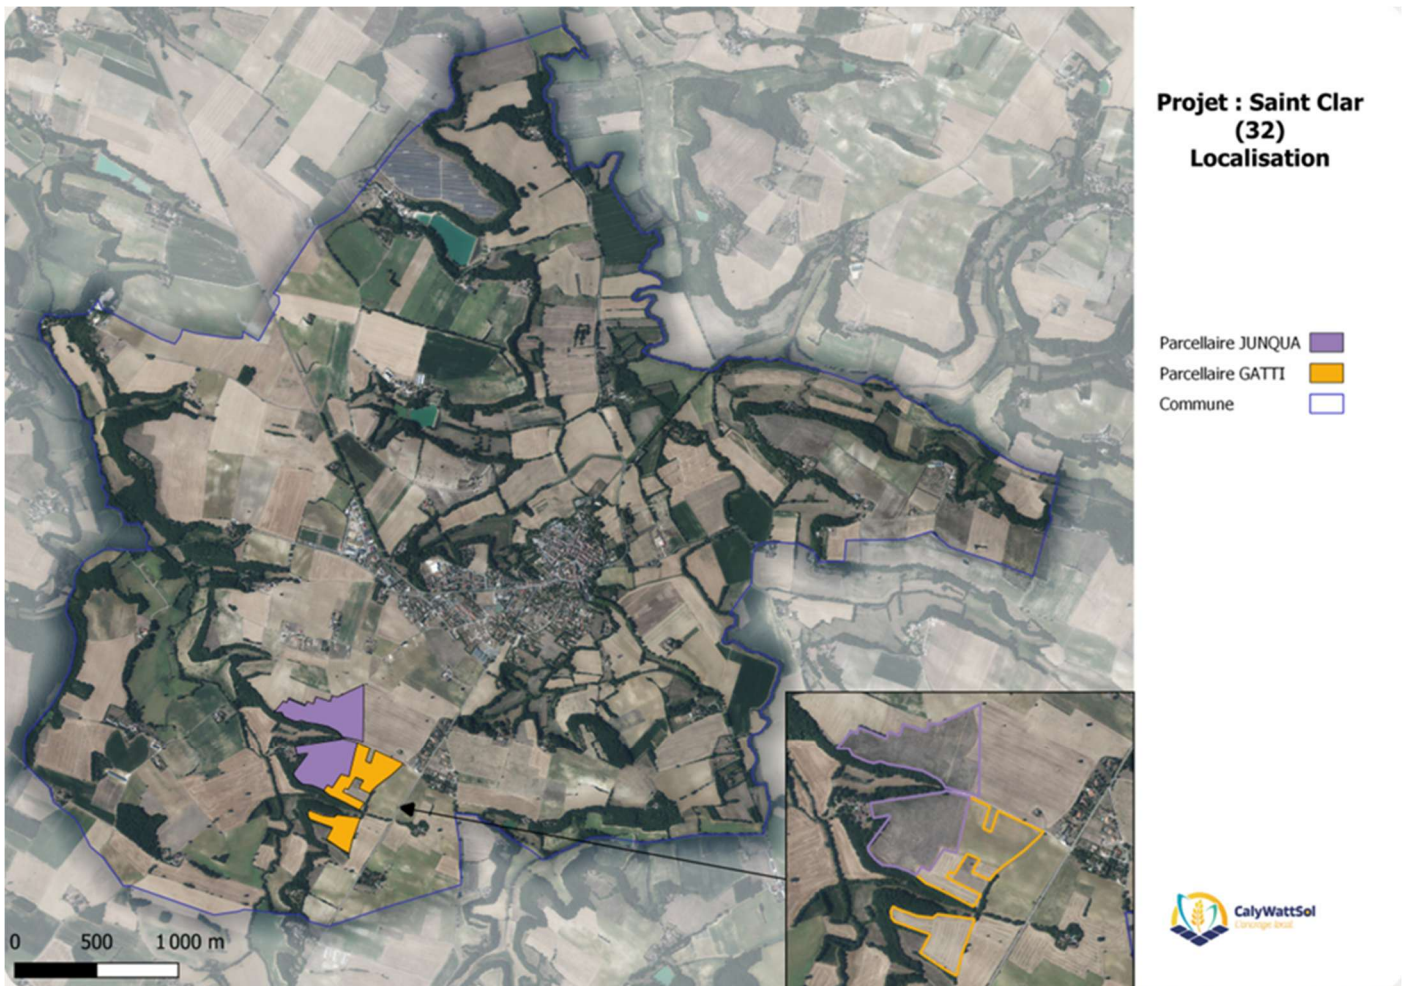 Projet : Saint Clar
(32)
Localisation
Parcellaire JUNQUA
Parcellaire GATTI
Commune
0 500 1 000 m
CalyWattSol